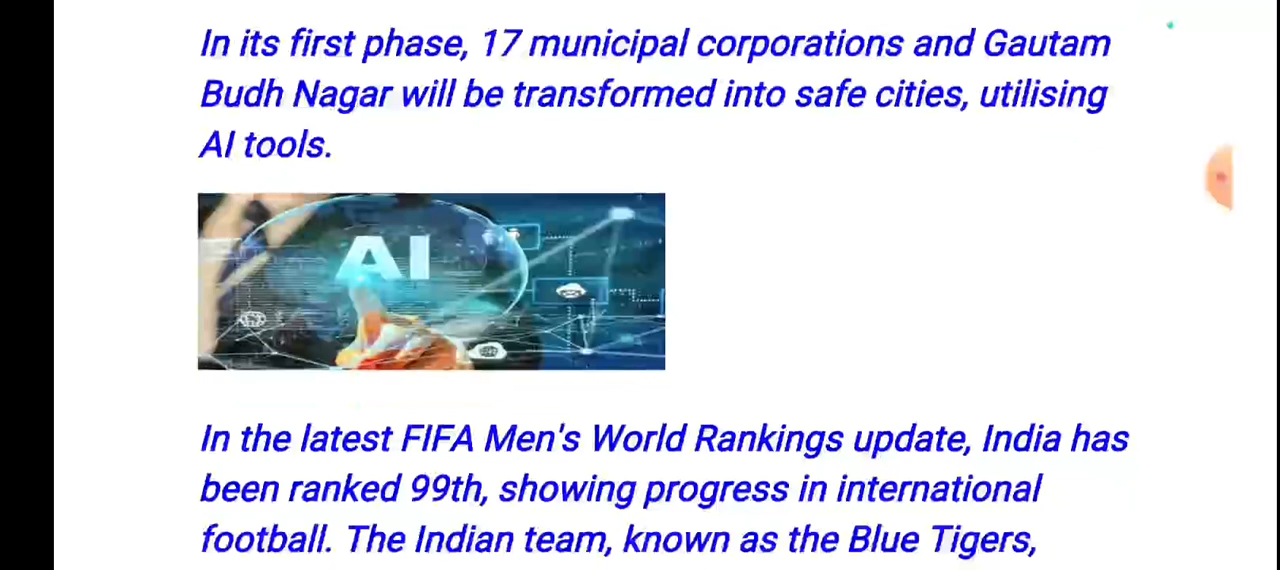 In its first phase, 17 municipal corporations and Gautam
Budh Nagar will be transformed into safe cities, utilising
AI tools.
AI
In the latest FIFA Men's World Rankings update, India has
been ranked 99th, showing progress in international
football. The Indian team, known as the Blue Tigers,